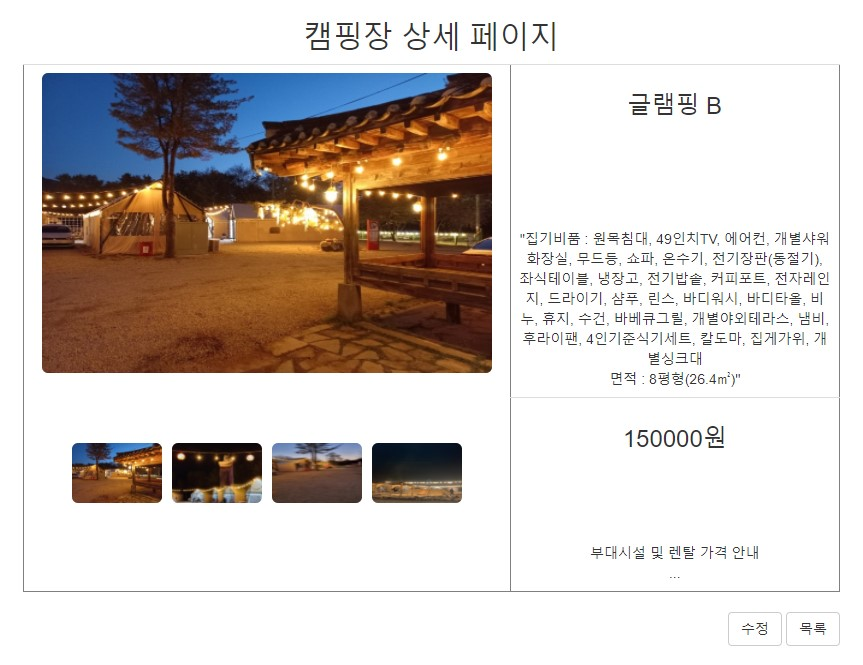 캠핑장 상세 페이지
글램핑 B
"집기비품 : 원목침대, 49인치TV, 에어컨, 개별샤워
화장실, 무드등, 쇼파, 온수기, 전기장판(동절기),
좌식테이블, 냉장고, 전기밥솥, 커피포트, 전자레인
지, 드라이기, 샴푸, 린스, 바디워시, 바디타올, 비
누, 휴지, 수건, 바베큐그릴, 개별야외테라스, 냄비,
후라이팬, 4인기준식기세트, 칼도마, 집게가위, 개
별싱크대
면적 : 8평형(26.4㎡)"
150000원
부대시설 및 렌탈 가격 안내
...
수정
목록